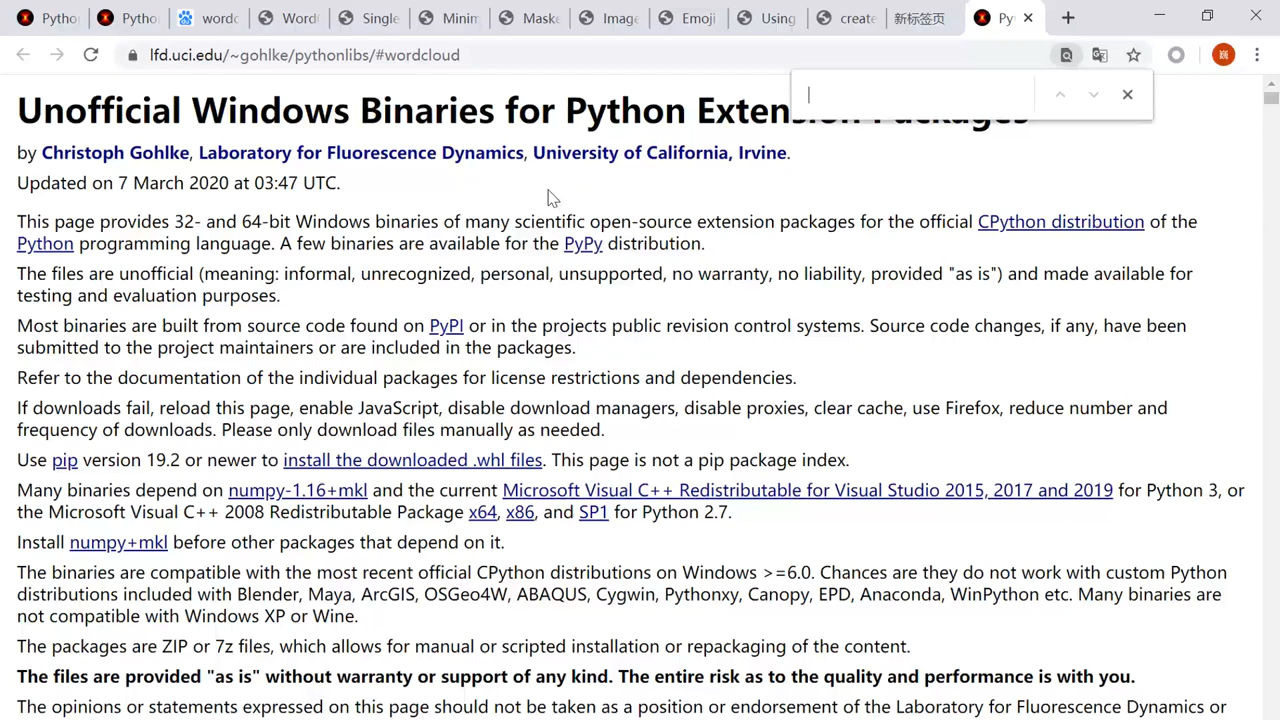 Pytho
Pytho
wordc
Word
Single
Minim
Maske
Image
Emoji
Using
create
新标签页
Py
lfd.uci.edu/~gohlke/pythonlibs/#wordcloud
巍
Unofficial Windows Binaries for Python Extension Packages
by Christoph Gohlke, Laboratory for Fluorescence Dynamics, University of California, Irvine.
Updated on 7 March 2020 at 03:47 UTC.
This page provides 32- and 64-bit Windows binaries of many scientific open-source extension packages for the official CPython distribution of the
Python programming language. A few binaries are available for the PyPy distribution.
The files are unofficial (meaning: informal, unrecognized, personal, unsupported, no warranty, no liability, provided "as is") and made available for
testing and evaluation purposes.
Most binaries are built from source code found on PyPI or in the projects public revision control systems. Source code changes, if any, have been
submitted to the project maintainers or are included in the packages.
Refer to the documentation of the individual packages for license restrictions and dependencies.
If downloads fail, reload this page, enable JavaScript, disable download managers, disable proxies, clear cache, use Firefox, reduce number and
frequency of downloads. Please only download files manually as needed.
Use pip version 19.2 or newer to install the downloaded .whl files. This page is not a pip package index.
Many binaries depend on numpy-1.16+mkl and the current Microsoft Visual C++ Redistributable for Visual Studio 2015, 2017 and 2019 for Python 3, or
the Microsoft Visual C++ 2008 Redistributable Package x64, x86, and SP1 for Python 2.7.
Install numpy+mkl before other packages that depend on it.
The binaries are compatible with the most recent official CPython distributions on Windows >=6.0. Chances are they do not work with custom Python
distributions included with Blender, Maya, ArcGIS, OSGeo4W, ABAQUS, Cygwin, Pythonxy, Canopy, EPD, Anaconda, WinPython etc. Many binaries are
not compatible with Windows XP or Wine.
The packages are ZIP or 7z files, which allows for manual or scripted installation or repackaging of the content.
The files are provided "as is" without warranty or support of any kind. The entire risk as to the quality and performance is with you.
The opinions or statements expressed on this page should not be taken as a position or endorsement of the Laboratory for Fluorescence Dynamics or